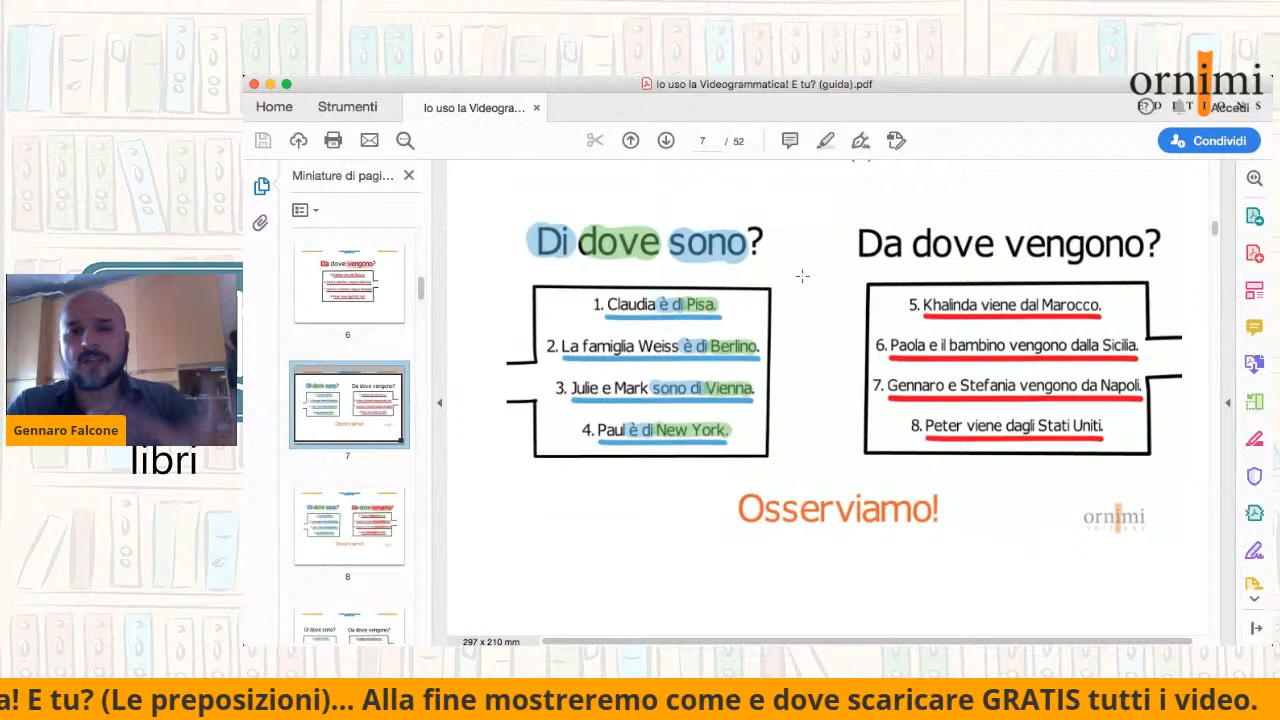 Io uso la Videogrammatica! E tu? (guida).pdf
ornimi
EDITIONS
Home
Strumenti
Io uso la Videogra...
Accedi
7 / 52
Condividi
Miniature di pagi...
6
7
8
Di dove sono?
1. Claudia è di Pisa.
2. La famiglia Weiss è di Berlino.
3. Julie e Mark sono di Vienna.
4. Paul è di New York.
Da dove vengono?
5. Khalinda viene dal Marocco.
6. Paola e il bambino vengono dalla Sicilia.
7. Gennaro e Stefania vengono da Napoli.
8. Peter viene dagli Stati Uniti.
Osserviamo!
ornimi
297 x 210 mm
Gennaro Falcone
libri
a! E tu? (Le preposizioni)... Alla fine mostreremo come e dove scaricare GRATIS tutti i video.